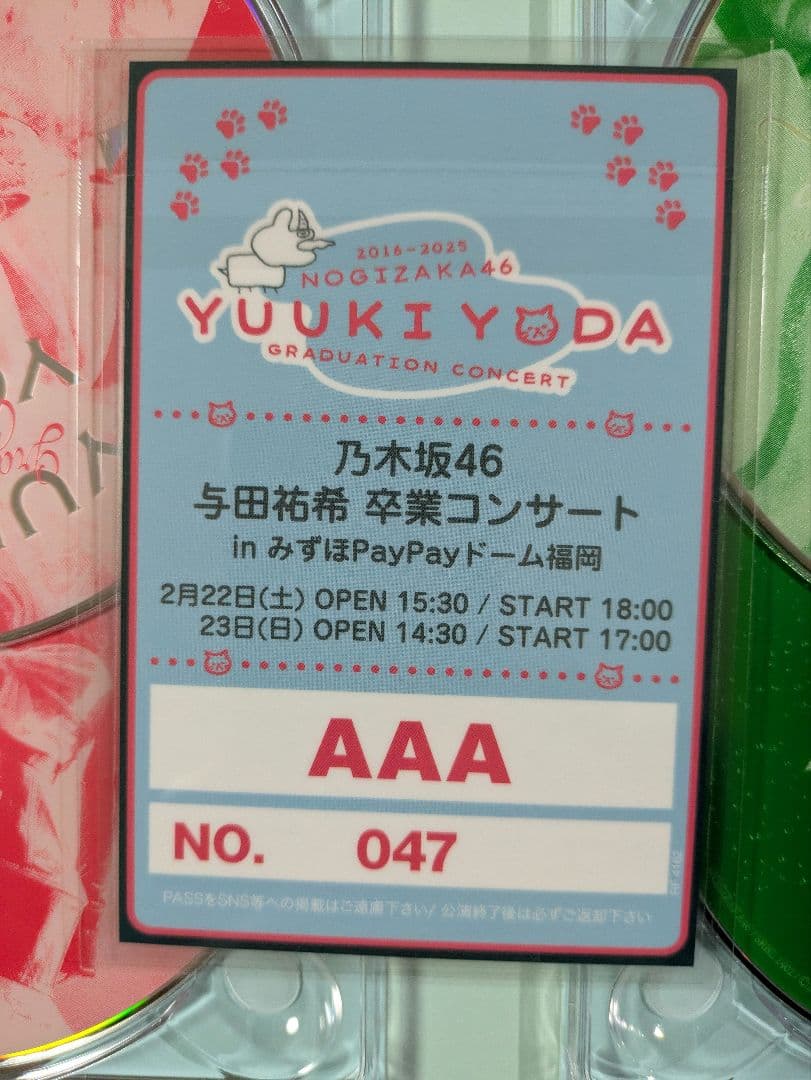 2016-2025
NOGIZAKA46
YUUKI YODA
GRADUATION CONCERT
乃木坂46
与田祐希 卒業コンサート
in みずほPayPayドーム福岡
2月22日(土) OPEN 15:30 / START 18:00
23日(日) OPEN 14:30 / START 17:00
AAA
NO. 047
PASSをSNS等への掲載はご遠慮下さい/ 公演終了後は必ずご返却下さい